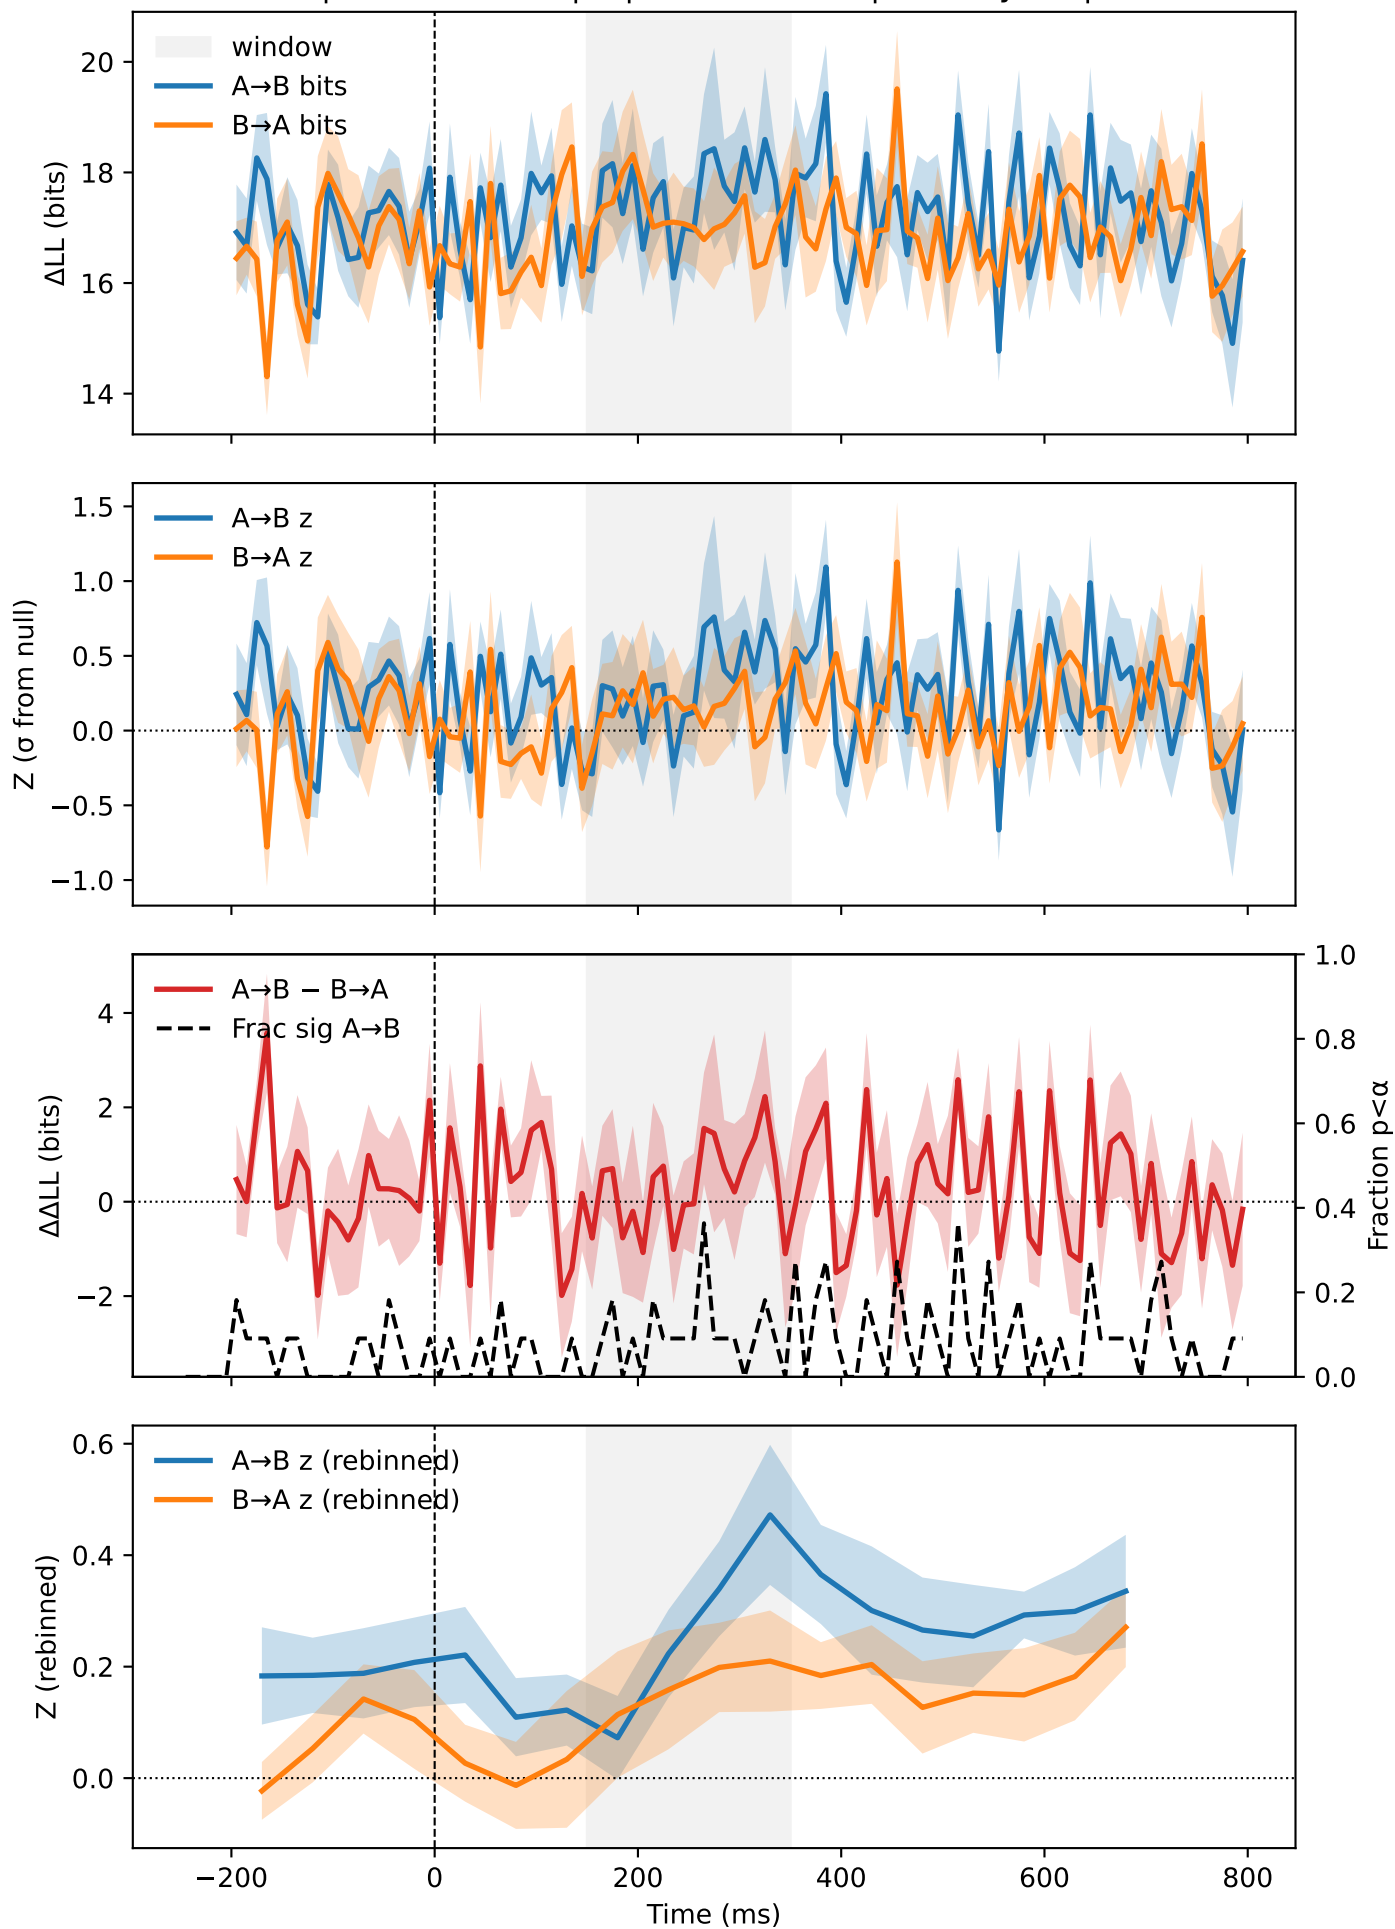 window
A→B bits
B→A bits
ΔLL (bits)
20
18
16
14
A→B z
B→A z
Z (σ from null)
1.5
1.0
0.5
0.0
−0.5
−1.0
A→B − B→A
Frac sig A→B
ΔΔLL (bits)
4
2
0
−2
1.0
0.8
0.6
0.4
0.2
0.0
Fraction p<α
A→B z (rebinned)
B→A z (rebinned)
Z (rebinned)
0.6
0.4
0.2
0.0
−200 0 200 400 600 800
Time (ms)